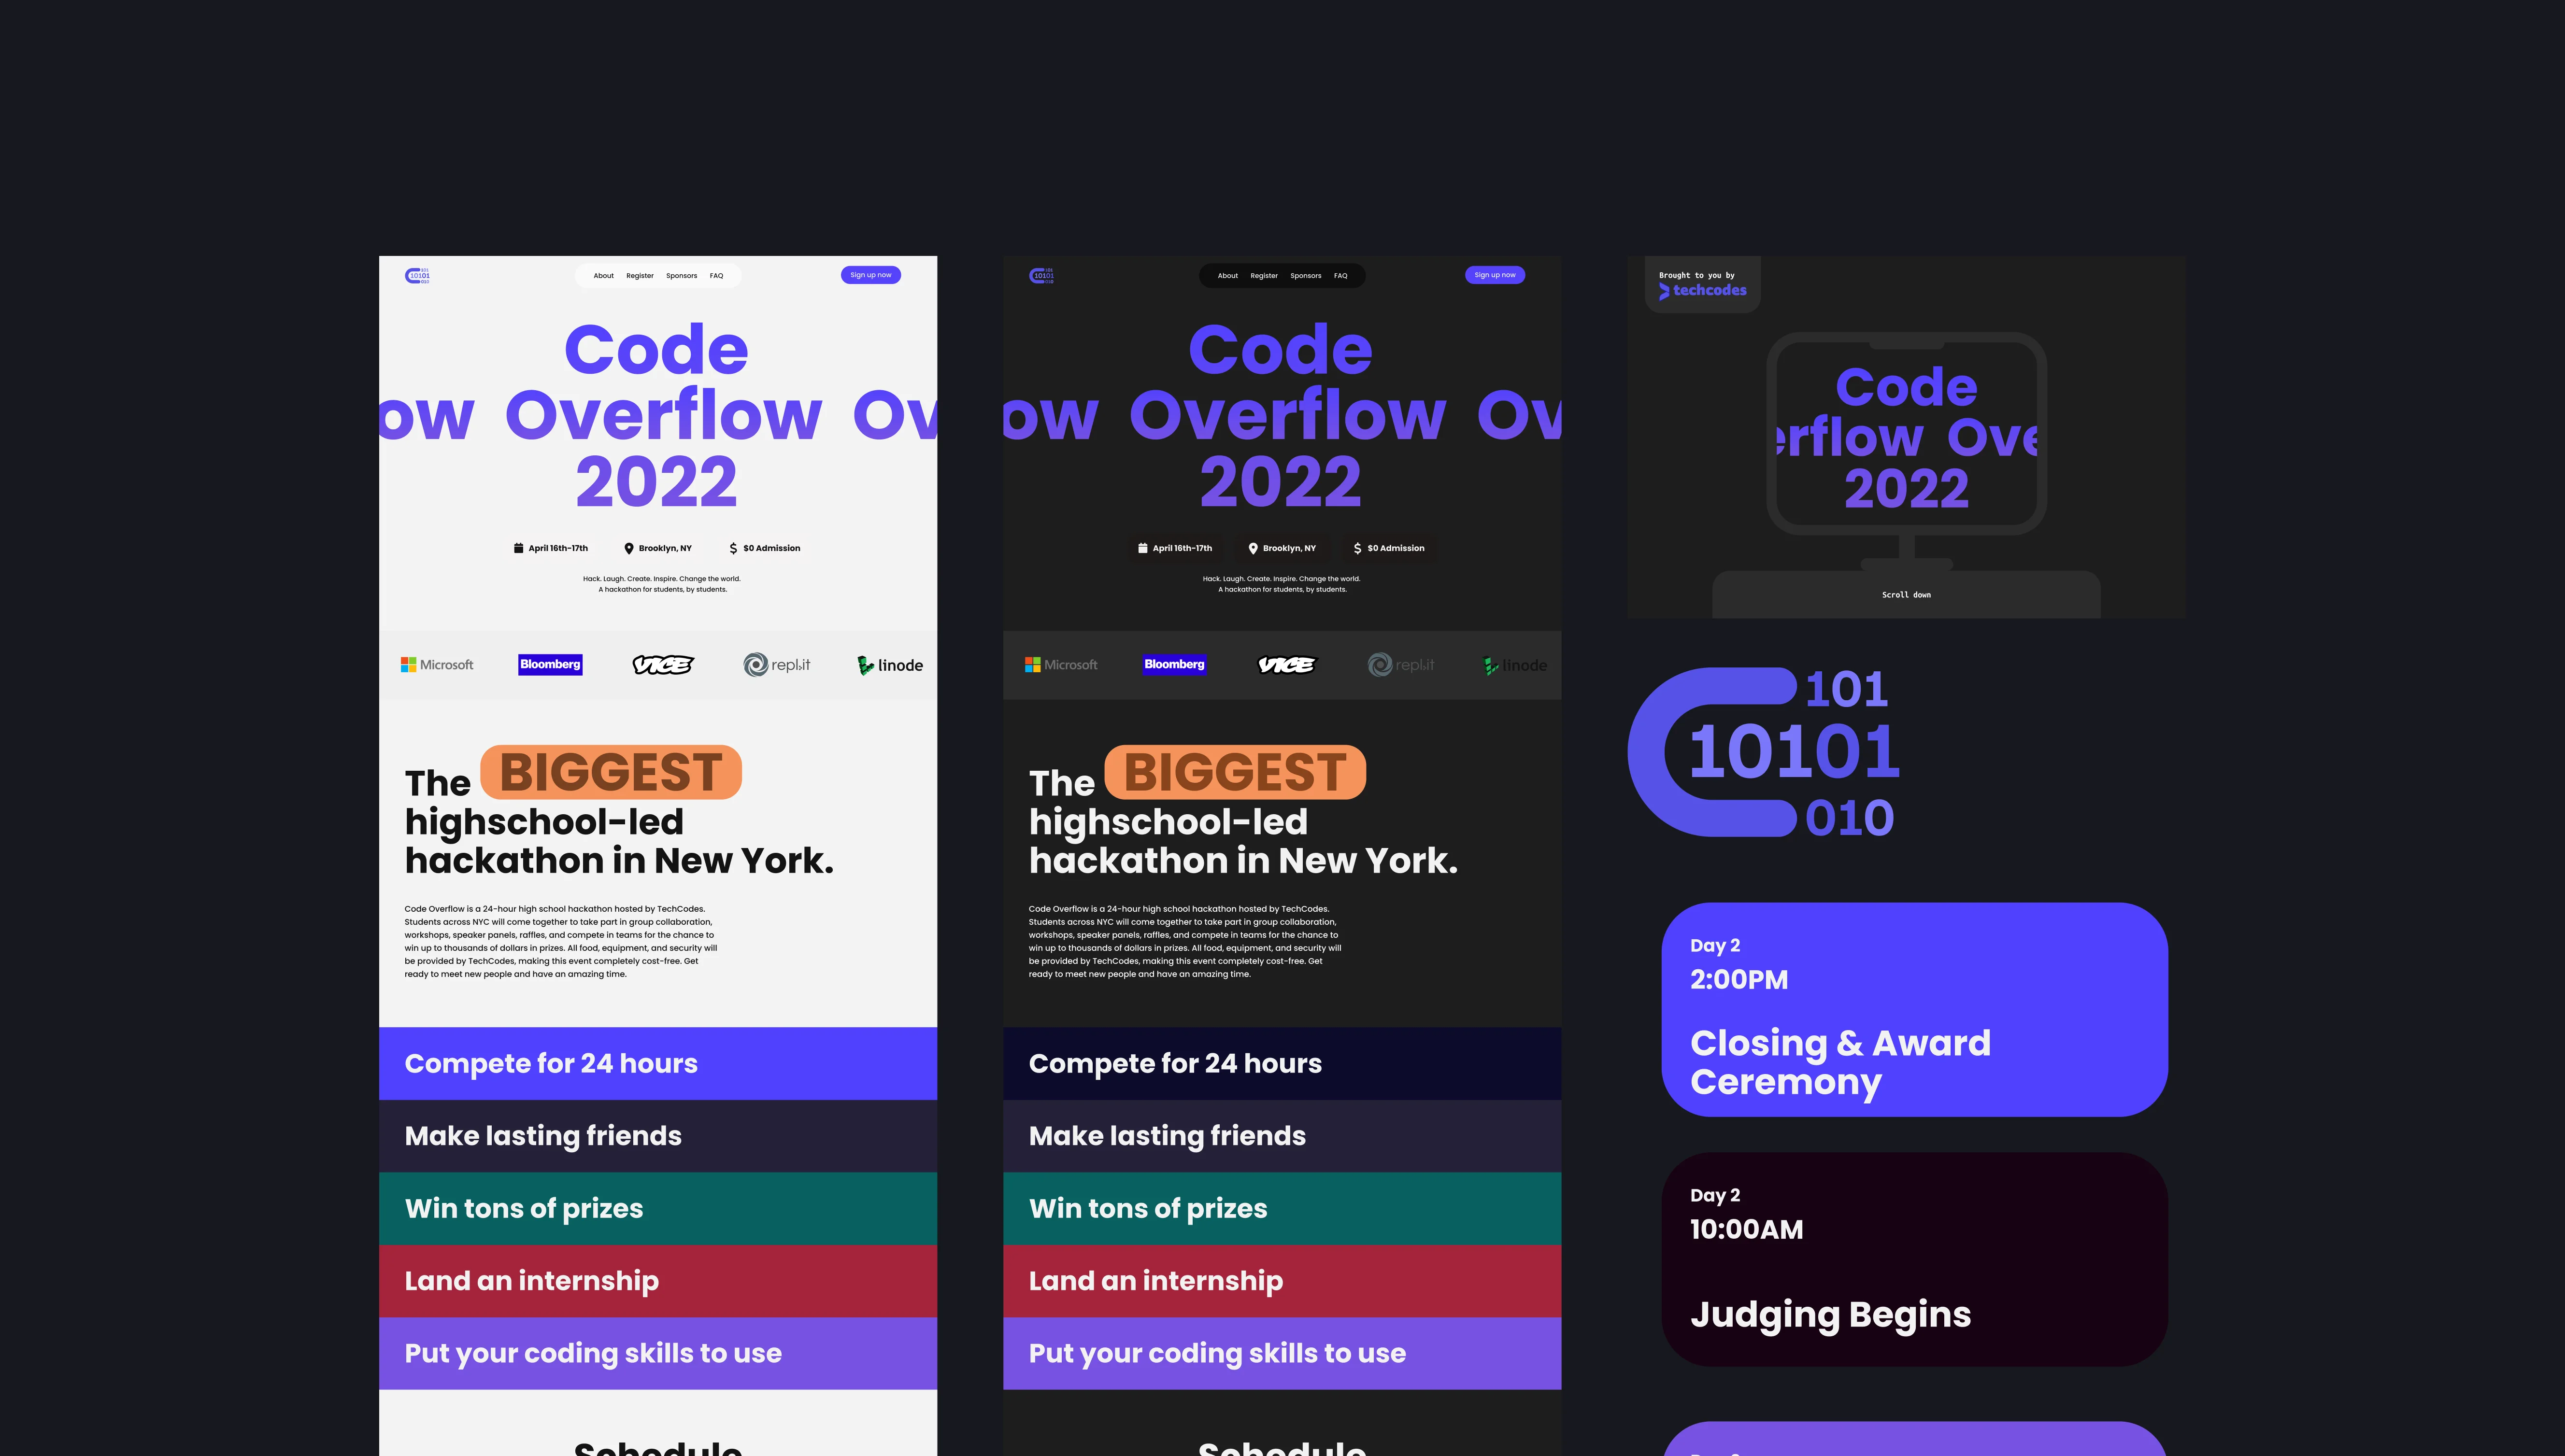 101
10101
010
About Register Sponsors FAQ
Sign up now
Code
ow Overflow Ov
2022
April 16th-17th Brooklyn, NY $0 Admission
Hack. Laugh. Create. Inspire. Change the world.
A hackathon for students, by students.
Microsoft Bloomberg VICE repl.it linode
The BIGGEST
highschool-led
hackathon in New York.
Code Overflow is a 24-hour high school hackathon hosted by TechCodes.
Students across NYC will come together to take part in group collaboration,
workshops, speaker panels, raffles, and compete in teams for the chance to
win up to thousands of dollars in prizes. All food, equipment, and security will
be provided by TechCodes, making this event completely cost-free. Get
ready to meet new people and have an amazing time.
Compete for 24 hours
Make lasting friends
Win tons of prizes
Land an internship
Put your coding skills to use
Schedule
101
10101
010
About Register Sponsors FAQ
Sign up now
Code
ow Overflow Ov
2022
April 16th-17th Brooklyn, NY $0 Admission
Hack. Laugh. Create. Inspire. Change the world.
A hackathon for students, by students.
Microsoft Bloomberg VICE repl.it linode
The BIGGEST
highschool-led
hackathon in New York.
Code Overflow is a 24-hour high school hackathon hosted by TechCodes.
Students across NYC will come together to take part in group collaboration,
workshops, speaker panels, raffles, and compete in teams for the chance to
win up to thousands of dollars in prizes. All food, equipment, and security will
be provided by TechCodes, making this event completely cost-free. Get
ready to meet new people and have an amazing time.
Compete for 24 hours
Make lasting friends
Win tons of prizes
Land an internship
Put your coding skills to use
Schedule
Brought to you by
techcodes
Code
erflow Ove
2022
Scroll down
101
10101
010
Day 2
2:00PM
Closing & Award
Ceremony
Day 2
10:00AM
Judging Begins